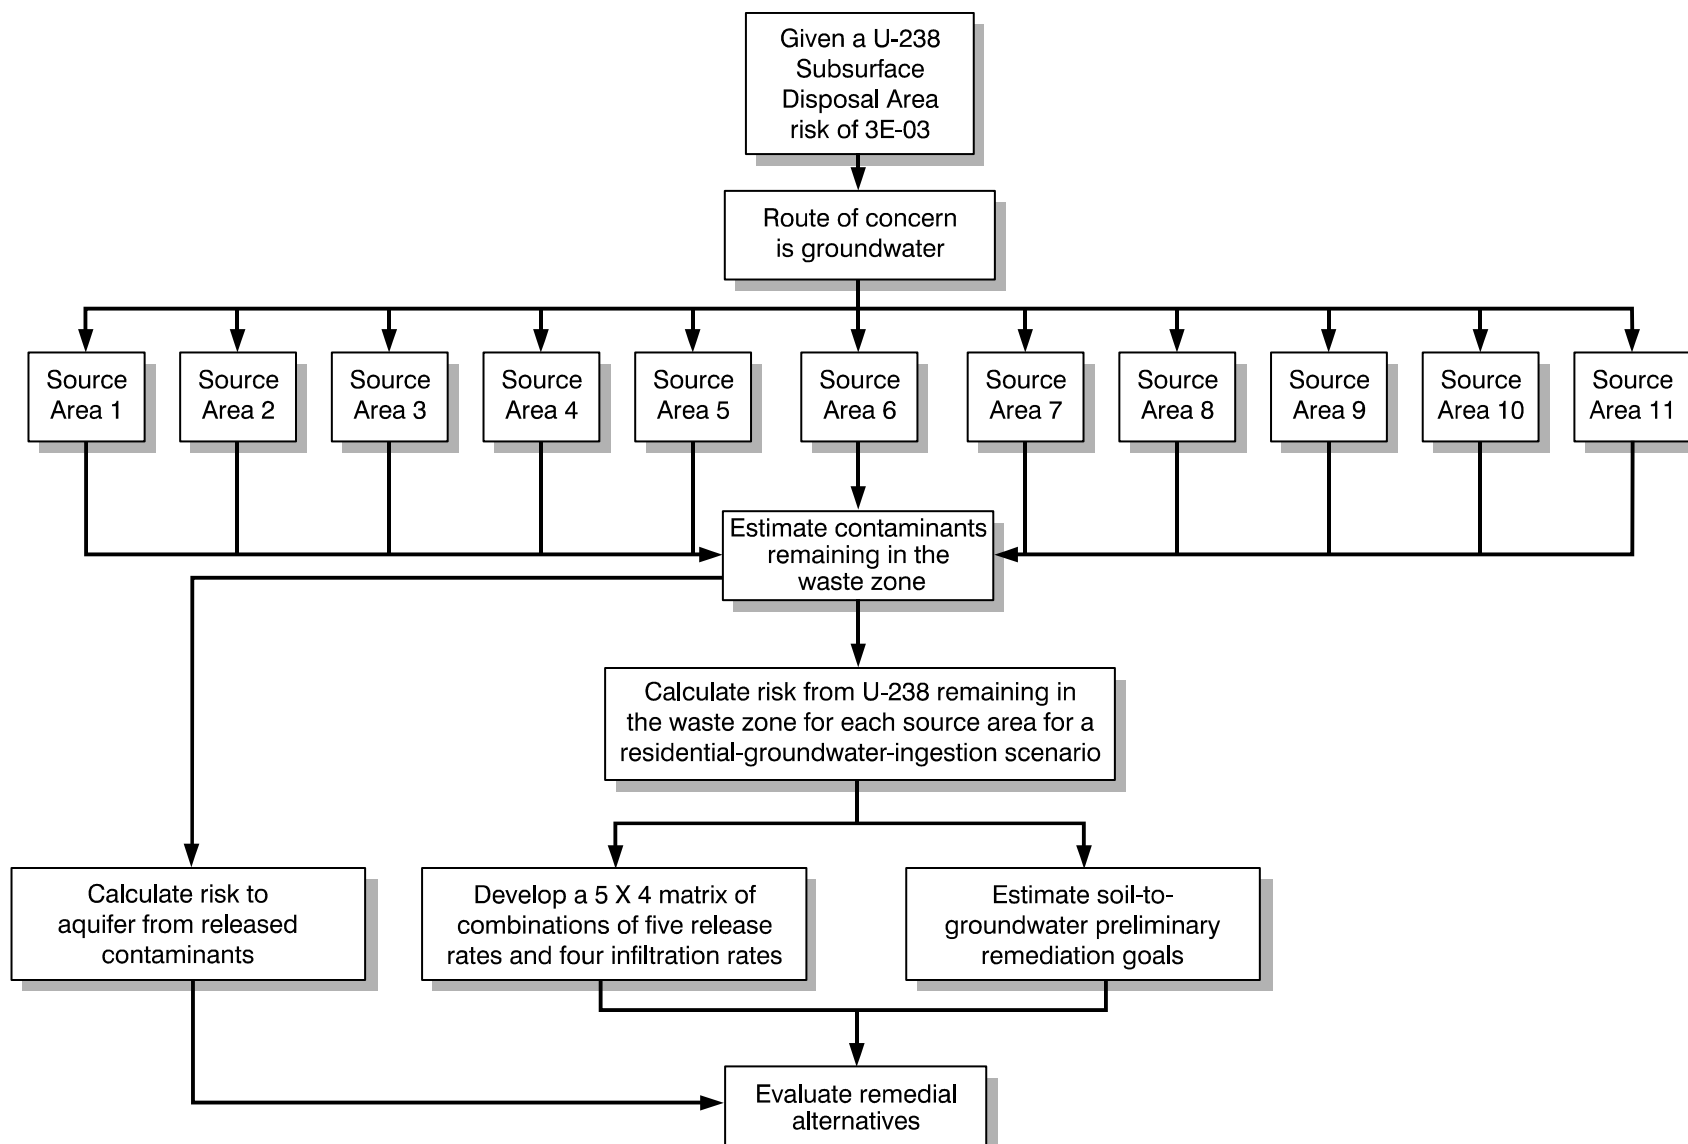 Given a U-238
Subsurface
Disposal Area
risk of 3E-03
Route of concern
is groundwater
Source
Area 1
Source
Area 2
Source
Area 3
Source
Area 4
Source
Area 5
Source
Area 6
Source
Area 7
Source
Area 8
Source
Area 9
Source
Area 10
Source
Area 11
Estimate contaminants
remaining in the
waste zone
Calculate risk from U-238 remaining in
the waste zone for each source area for a
residential-groundwater-ingestion scenario
Calculate risk to
aquifer from released
contaminants
Develop a 5 X 4 matrix of
combinations of five release
rates and four infiltration rates
Estimate soil-to-
groundwater preliminary
remediation goals
Evaluate remedial
alternatives